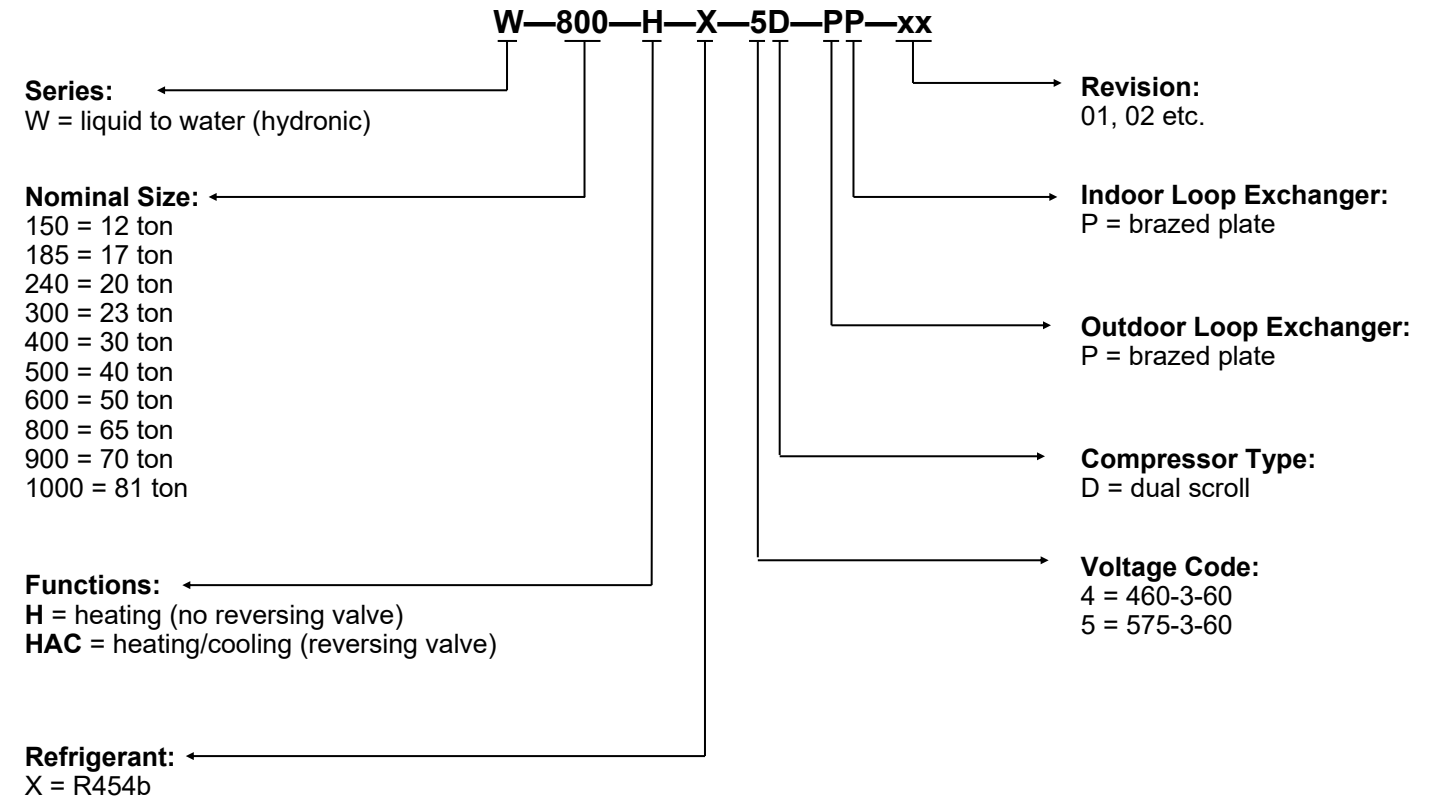 W—800—H—X—5D—PP—xx
Series:
W = liquid to water (hydronic)
Nominal Size:
150 = 12 ton
185 = 17 ton
240 = 20 ton
300 = 23 ton
400 = 30 ton
500 = 40 ton
600 = 50 ton
800 = 65 ton
900 = 70 ton
1000 = 81 ton
Functions:
H = heating (no reversing valve)
HAC = heating/cooling (reversing valve)
Refrigerant:
X = R454b
Revision:
01, 02 etc.
Indoor Loop Exchanger:
P = brazed plate
Outdoor Loop Exchanger:
P = brazed plate
Compressor Type:
D = dual scroll
Voltage Code:
4 = 460-3-60
5 = 575-3-60